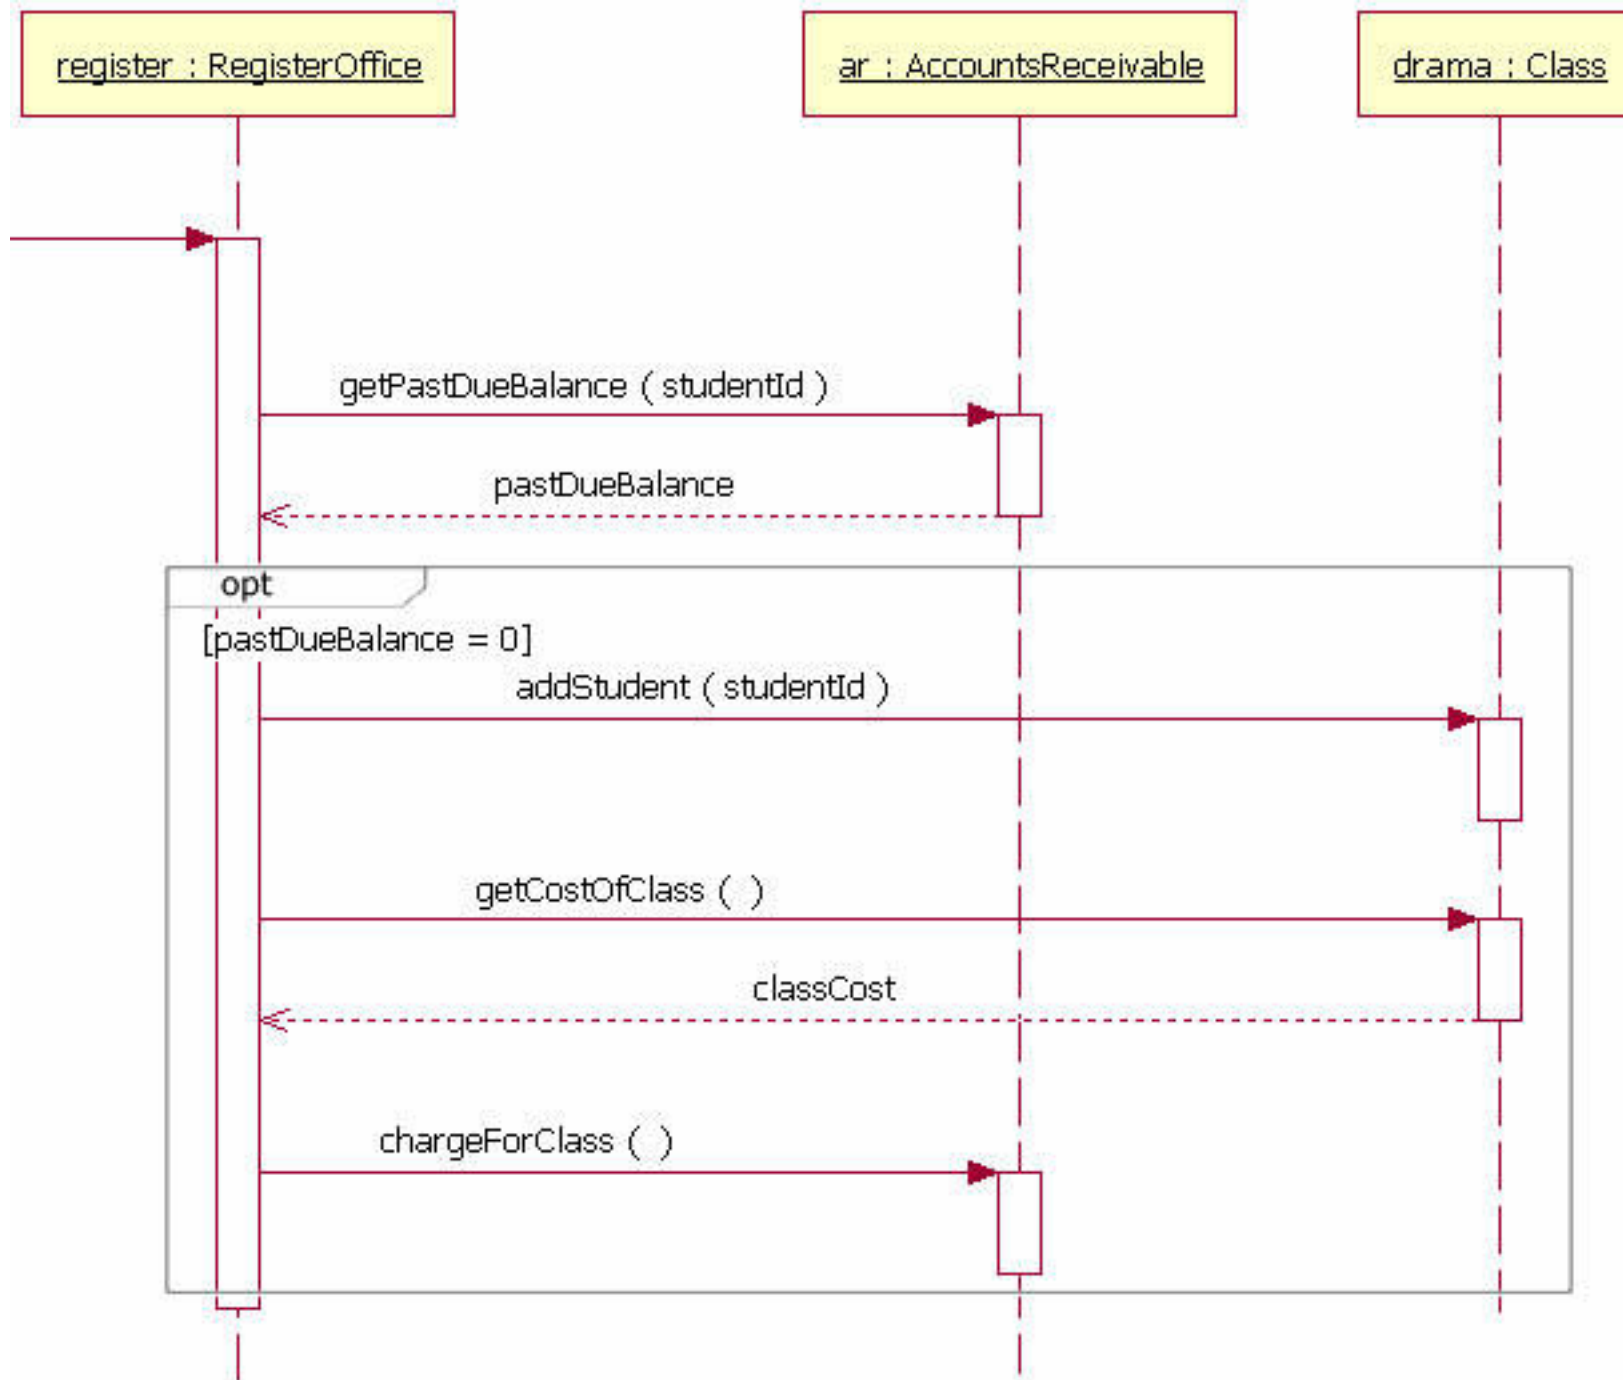 register : RegisterOffice
ar : AccountsReceivable
drama : Class
getPastDueBalance ( studentId )
pastDueBalance
opt
[pastDueBalance = 0]
addStudent ( studentId )
getCostOfClass ( )
classCost
chargeForClass ( )